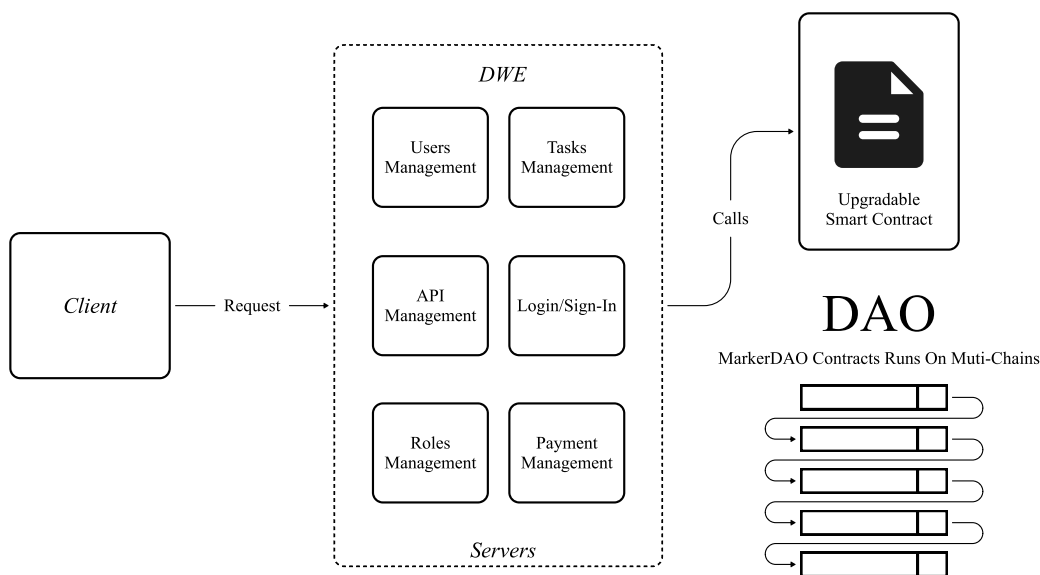 Client
Request
DWE
Users
Management
Tasks
Management
API
Management
Login/Sign-In
Roles
Management
Payment
Management
Servers
Calls
Upgradable
Smart Contract
DAO
MarkerDAO Contracts Runs On Muti-Chains